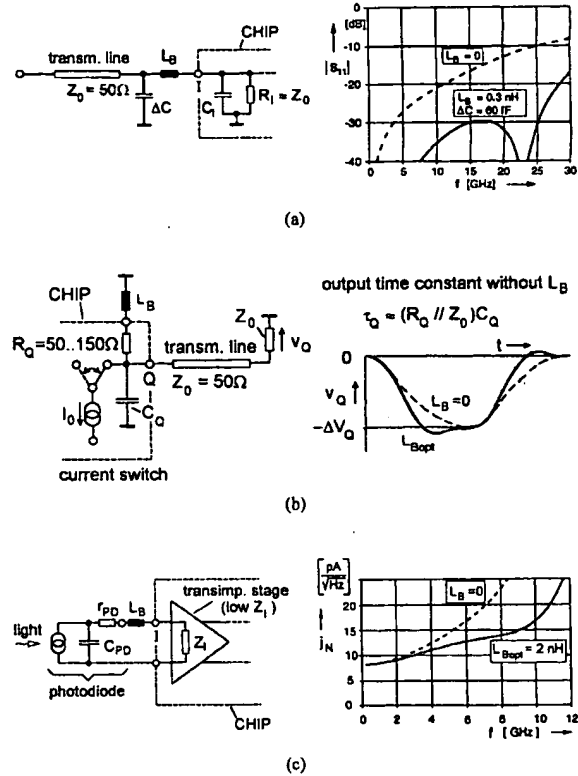 transm. line
L_B
CHIP
Z_0 = 50Ω
ΔC
C_I
R_I ≈ Z_0
[dB]
|s_11|
0
-10
-20
-30
-40
L_B = 0
L_B = 0.3 nH
ΔC = 60 fF
0 5 10 15 20 25 30
f [GHz]
(a)
CHIP
L_B
R_Q=50..150Ω
transm. line
Z_0
v_Q
Q
Z_0 = 50Ω
I_0
C_Q
current switch
output time constant without L_B
τ_Q ≈ (R_Q // Z_0)C_Q
t
0
v_Q
L_B=0
-ΔV_Q
L_Bopt
(b)
transimp. stage
(low Z_I)
r_PD L_B
light
C_PD
Z_I
photodiode
CHIP
[pA/√Hz]
j_N
20
15
10
5
0
L_B=0
L_Bopt = 2 nH
0 2 4 6 8 10 12
f [GHz]
(c)